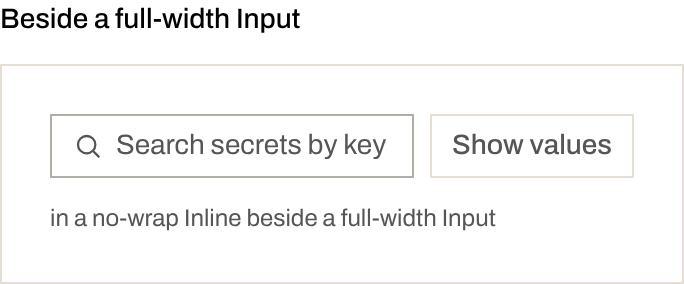 Beside a full-width Input
Search secrets by key
Show values
in a no-wrap Inline beside a full-width Input